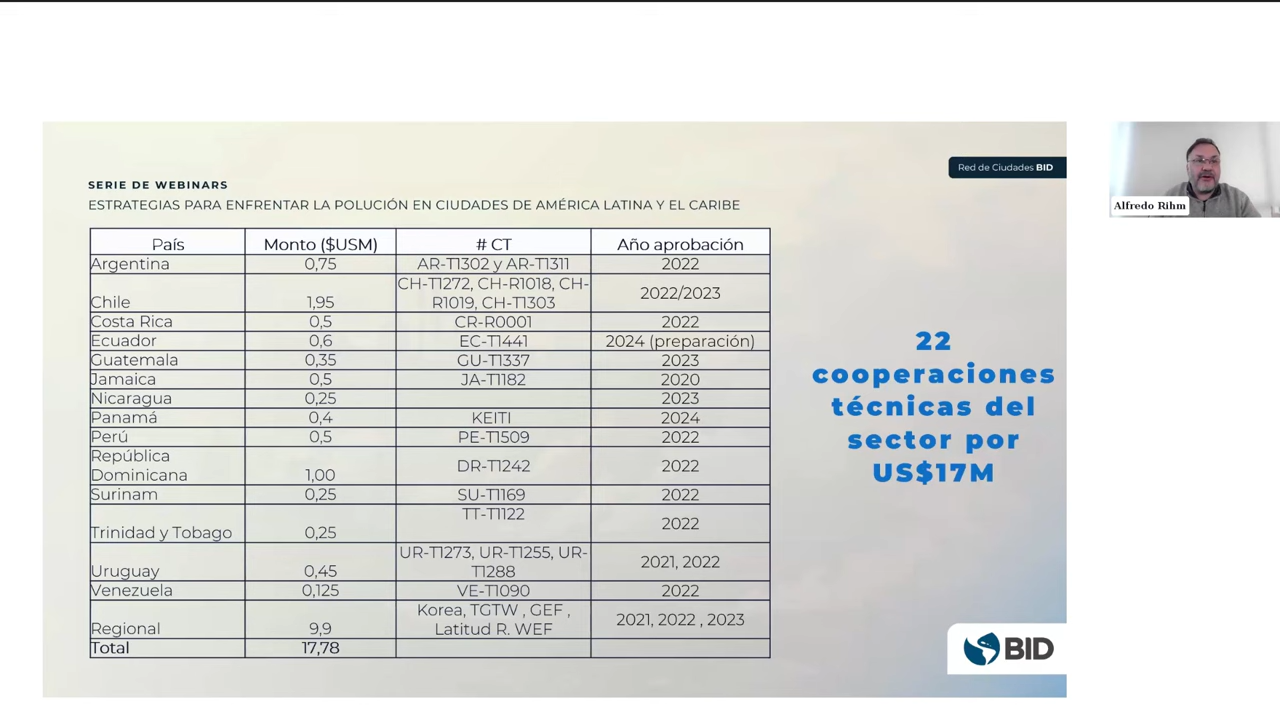 Red de Ciudades BID
SERIE DE WEBINARS
ESTRATEGIAS PARA ENFRENTAR LA POLUCIÓN EN CIUDADES DE AMÉRICA LATINA Y EL CARIBE
País Monto ($USM) # CT Año aprobación
Argentina 0,75 AR-T1302 y AR-T1311 2022
Chile 1,95 CH-T1272, CH-R1018, CH-
R1019, CH-T1303 2022/2023
Costa Rica 0,5 CR-R0001 2022
Ecuador 0,6 EC-T1441 2024 (preparación)
Guatemala 0,35 GU-T1337 2023
Jamaica 0,5 JA-T1182 2020
Nicaragua 0,25 2023
Panamá 0,4 KEITI 2024
Perú 0,5 PE-T1509 2022
República
Dominicana 1,00 DR-T1242 2022
Surinam 0,25 SU-T1169 2022
Trinidad y Tobago 0,25 TT-T1122 2022
Uruguay 0,45 UR-T1273, UR-T1255, UR-
T1288 2021, 2022
Venezuela 0,125 VE-T1090 2022
Regional 9,9 Korea, TGTW , GEF ,
Latitud R. WEF 2021, 2022 , 2023
Total 17,78
22
cooperaciones
técnicas del
sector por
US$17M
BID
Alfredo Rihm